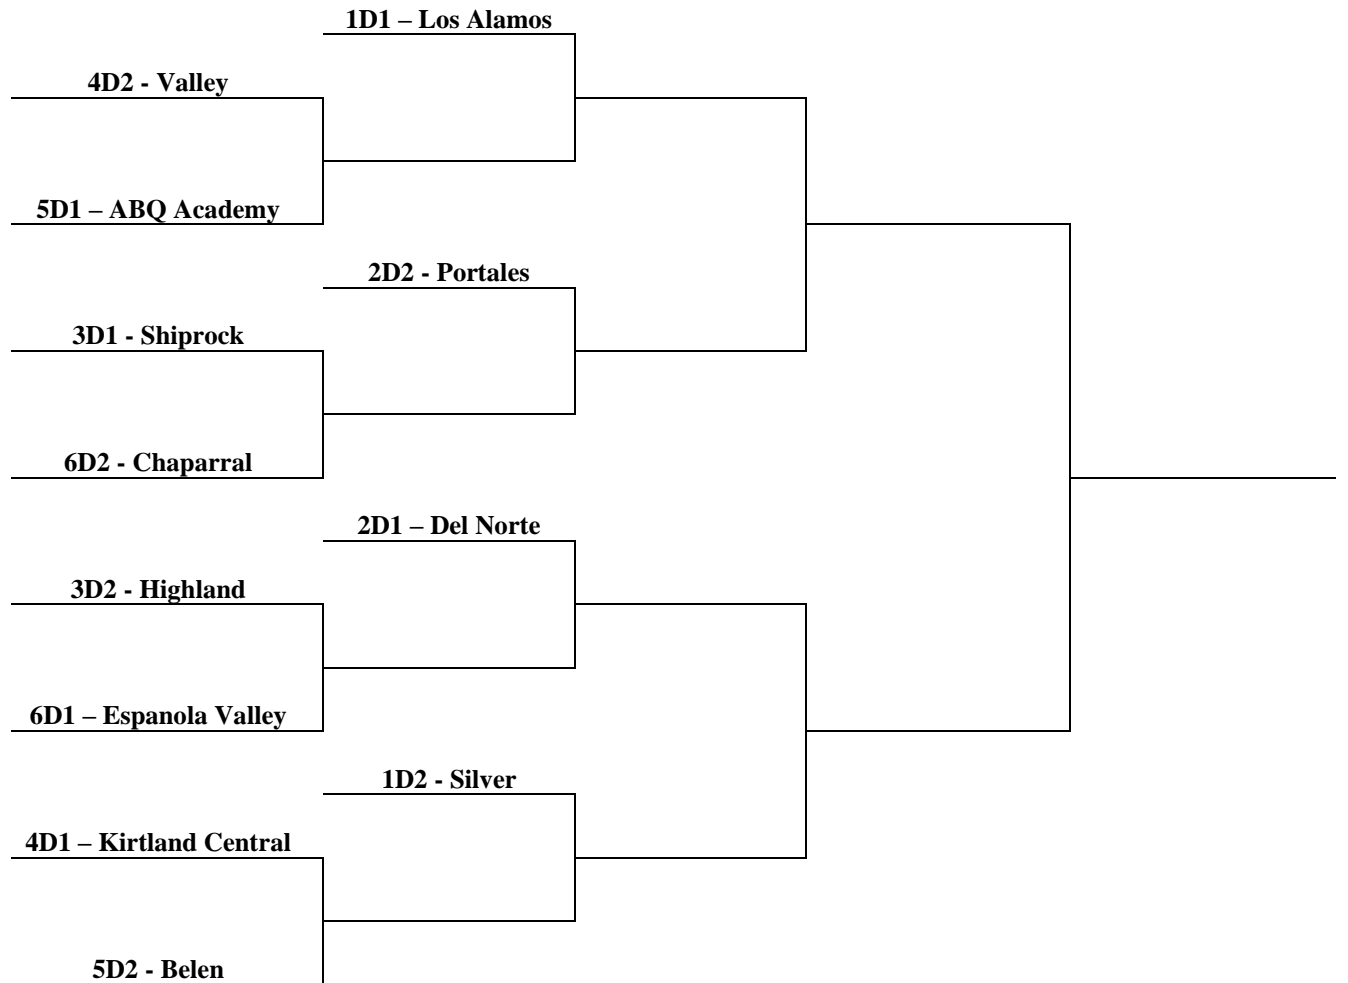 1D1 – Los Alamos
4D2 - Valley
5D1 – ABQ Academy
2D2 - Portales
3D1 - Shiprock
6D2 - Chaparral
2D1 – Del Norte
3D2 - Highland
6D1 – Espanola Valley
1D2 - Silver
4D1 – Kirtland Central
5D2 - Belen